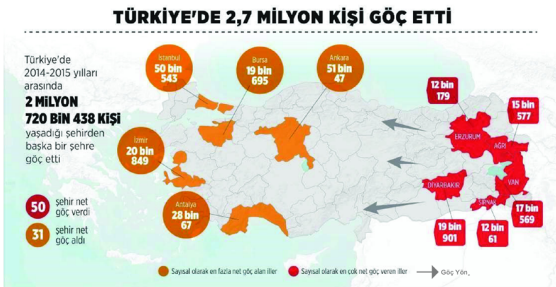 TÜRKİYE'DE 2,7 MİLYON KİŞİ GÖÇ ETTİ
Türkiye'de
2014-2015 yılları
arasında
2 MİLYON
720 BİN 438 KİŞİ
yaşadığı şehirden
başka bir şehre
göç etti
50
şehir net
göç verdi
31
şehir net
göç aldı
İstanbul
50 bin
543
Bursa
19 bin
695
Ankara
51 bin
47
İzmir
20 bin
849
Antalya
28 bin
67
12 bin
179
15 bin
577
ERZURUM
AĞRI
DİYARBAKIR
VAN
ŞIRNAK
19 bin
901
12 bin
61
17 bin
569
Sayısal olarak en fazla net göç alan iller
Sayısal olarak en çok net göç veren iller
Göç Yön.